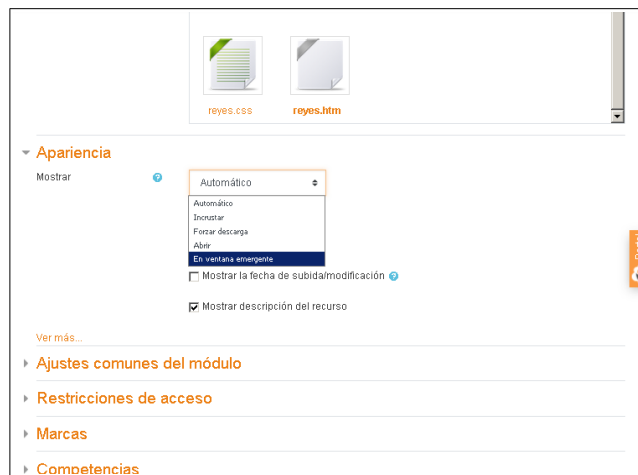 reyes.css reyes.htm
Apariencia
Mostrar Automático
Automático
Incrustar
Forzar descarga
Abrir
En ventana emergente
Mostrar la fecha de subida/modificación
Mostrar descripción del recurso
Ver más...
Ajustes comunes del módulo
Restricciones de acceso
Marcas
Competencias